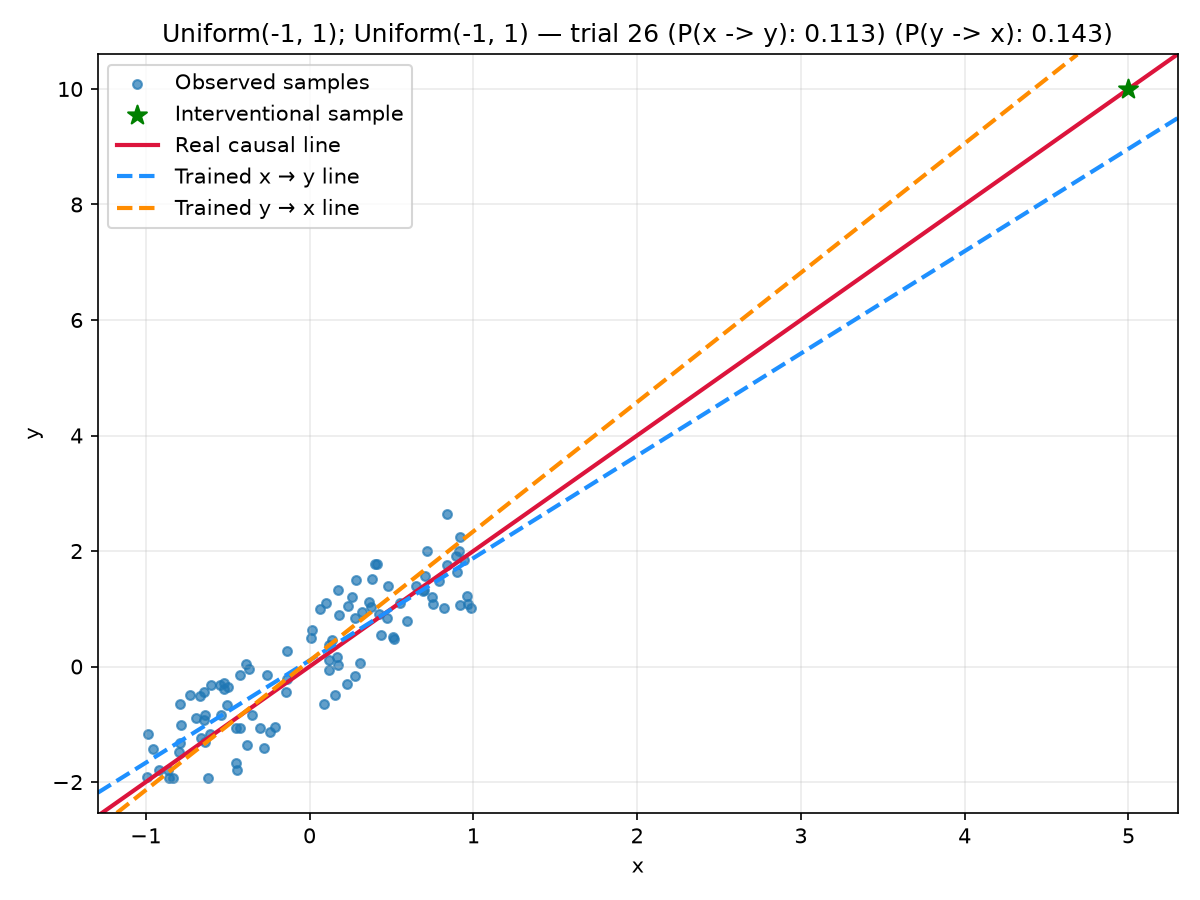 Uniform(-1, 1); Uniform(-1, 1) — trial 26 (P(x -> y): 0.113) (P(y -> x): 0.143)
Observed samples
Interventional sample
Real causal line
Trained x → y line
Trained y → x line
10
8
6
4
2
0
−2
y
−1
0
1
2
3
4
5
x